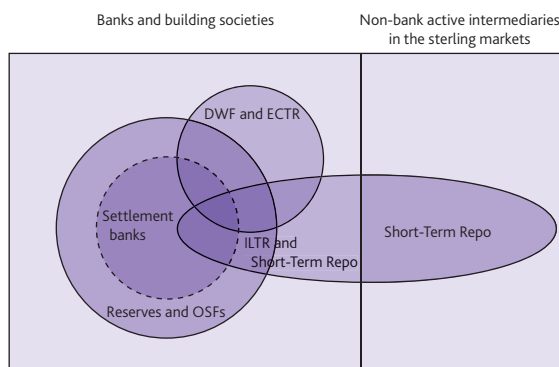 Banks and building societies
Non-bank active intermediaries
in the sterling markets
DWF and ECTR
Settlement
banks
Short-Term Repo
ILTR and
Short-Term Repo
Reserves and OSFs